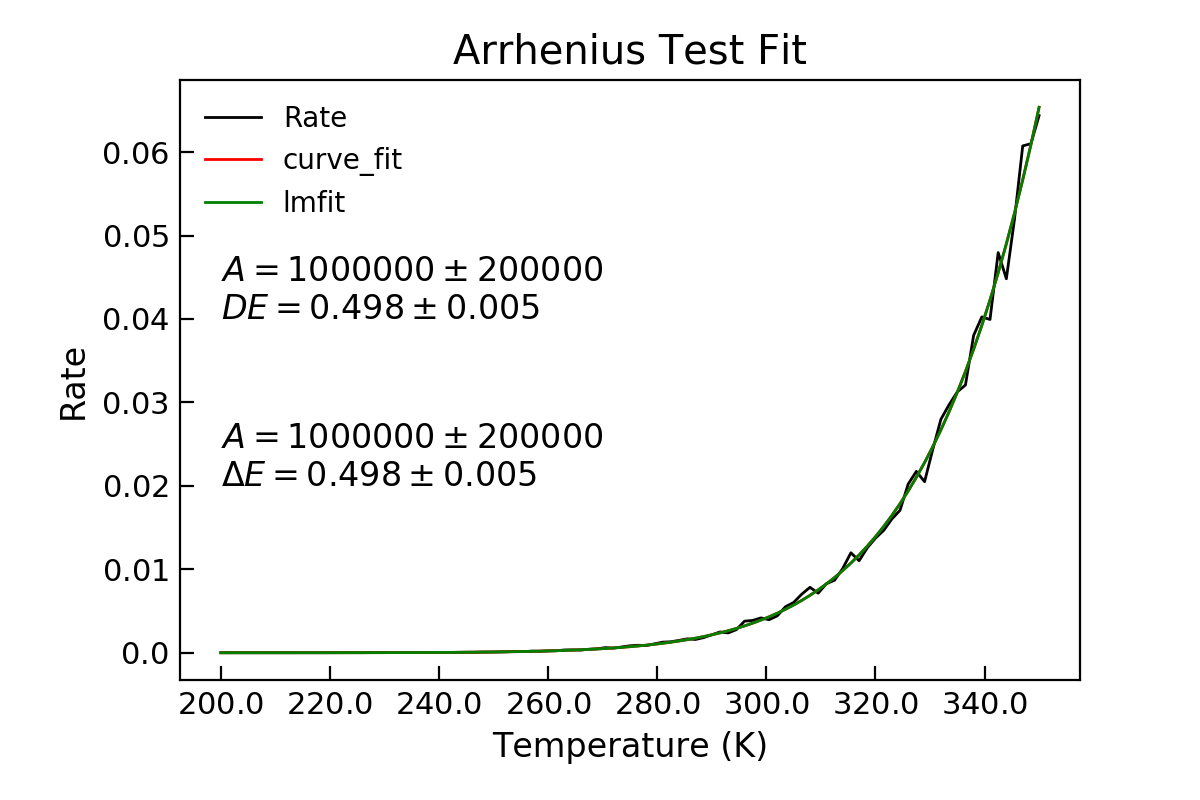 Arrhenius Test Fit
Rate
curve_fit
lmfit
A = 1000000 ± 200000
DE = 0.498 ± 0.005
A = 1000000 ± 200000
ΔE = 0.498 ± 0.005
Rate
0.06
0.05
0.04
0.03
0.02
0.01
0.0
200.0 220.0 240.0 260.0 280.0 300.0 320.0 340.0
Temperature (K)